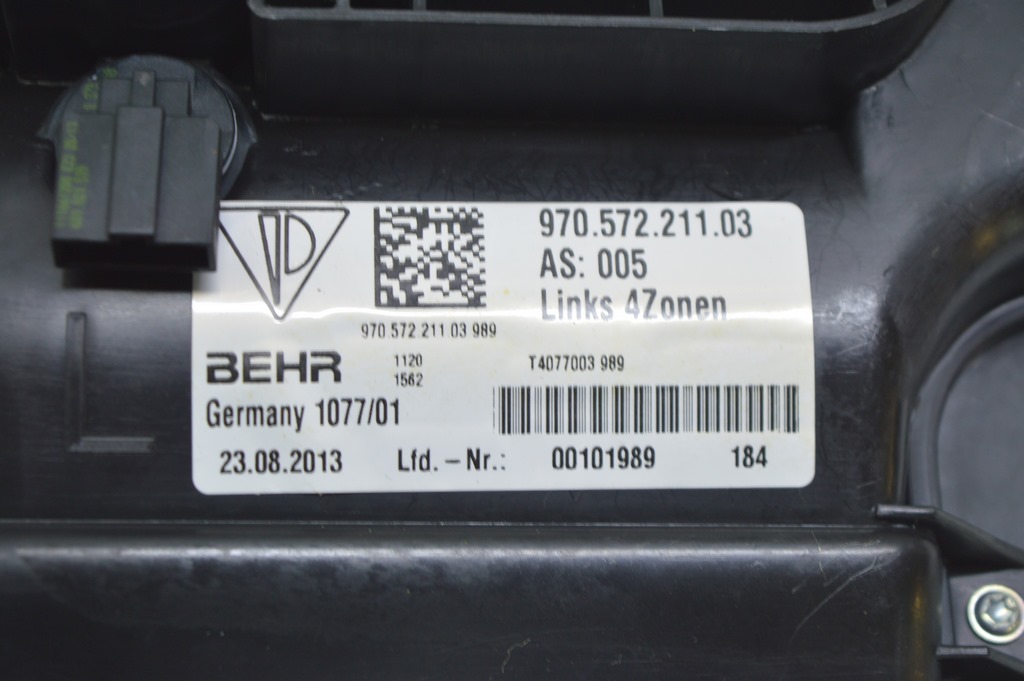 970.572.211.03
AS: 005
Links 4Zonen
970 572 211 03 989
BEHR
1120
1562
T4077003 989
Germany 1077/01
23.08.2013 Lfd. - Nr.: 00101989 184